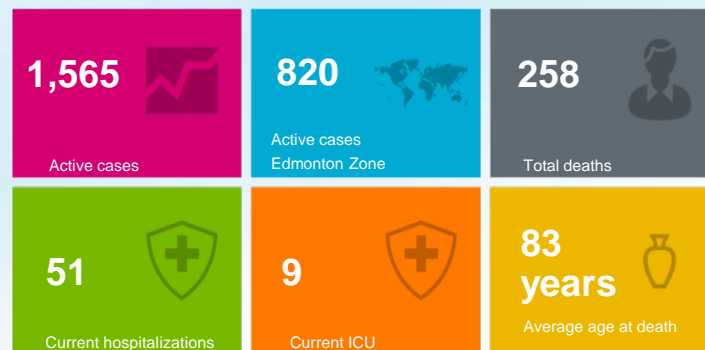 1,565
Active cases
820
Active cases
Edmonton Zone
258
Total deaths
51
Current hospitalizations
9
Current ICU
83
years
Average age at death